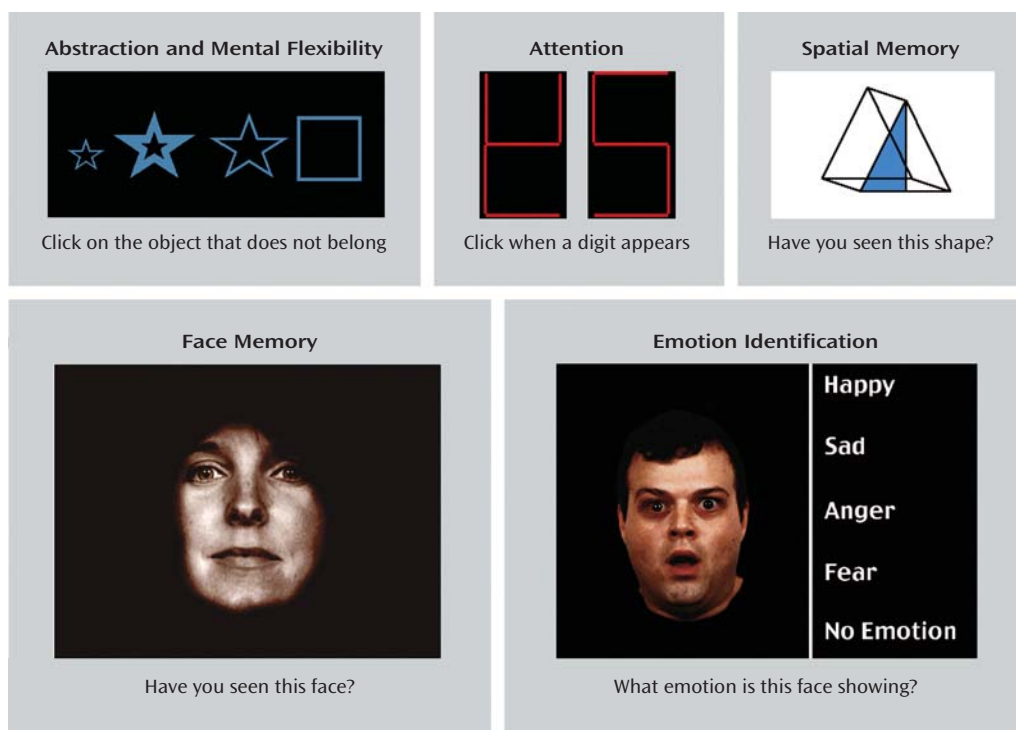 Abstraction and Mental Flexibility
Click on the object that does not belong
Attention
Click when a digit appears
Spatial Memory
Have you seen this shape?
Face Memory
Have you seen this face?
Emotion Identification
Happy
Sad
Anger
Fear
No Emotion
What emotion is this face showing?